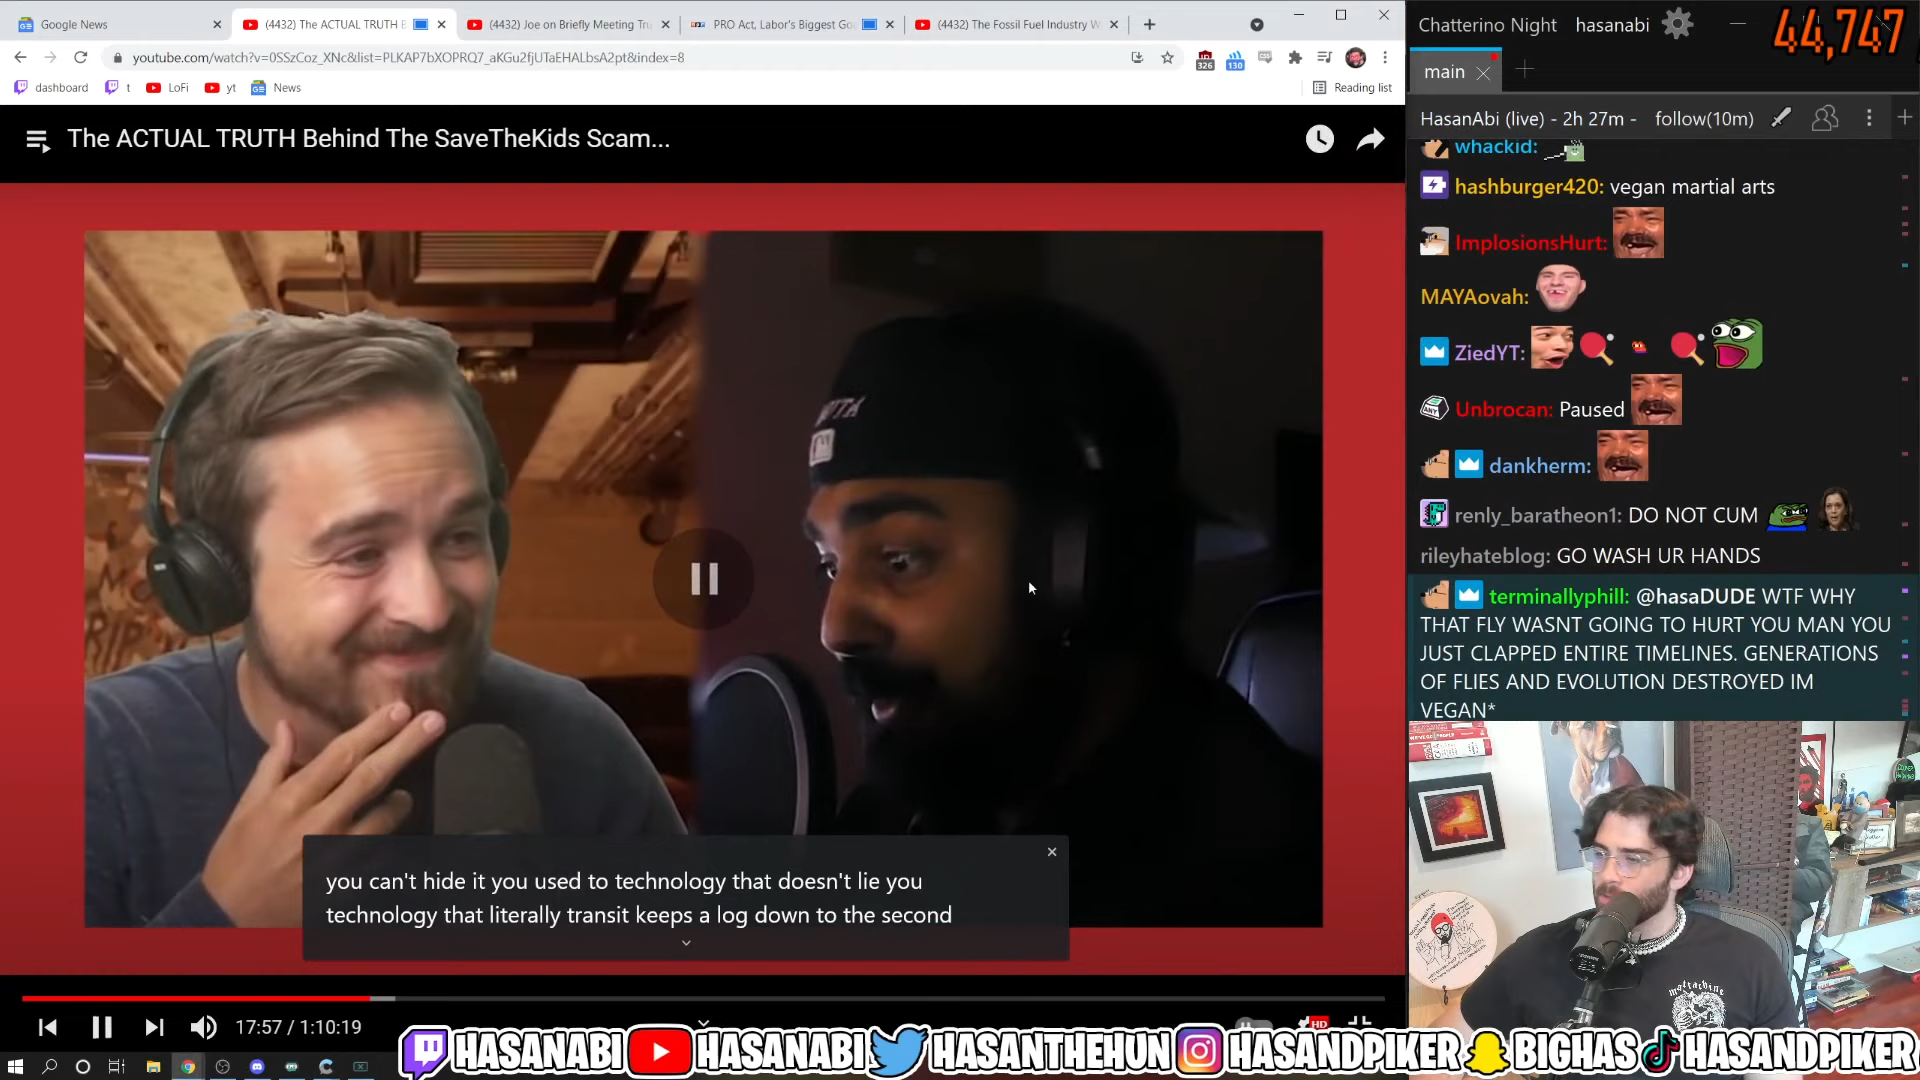 Google News
(4432) The ACTUAL TRUTH B
(4432) Joe on Briefly Meeting Tru
PRO Act, Labor's Biggest Go
(4432) The Fossil Fuel Industry W
youtube.com/watch?v=0SSzCoz_XNc&list=PLKAP7bXOPRQ7_aKGu2fjUTaEHALbsA2pt&index=8
326
130
dashboard
t
LoFi
yt
News
Reading list
The ACTUAL TRUTH Behind The SaveTheKids Scam...
you can't hide it you used to technology that doesn't lie you
technology that literally transit keeps a log down to the second
17:57 / 1:10:19
HD
Chatterino Night
hasanabi
44,747
main
HasanAbi (live) - 2h 27m -
follow(10m)
whackid:
hashburger420: vegan martial arts
ImplosionsHurt:
MAYAovah:
ZiedYT:
Unbrocan: Paused
dankherm:
renly_baratheon1: DO NOT CUM
rileyhateblog: GO WASH UR HANDS
terminallyphill: @hasaDUDE WTF WHY
THAT FLY WASNT GOING TO HURT YOU MAN YOU
JUST CLAPPED ENTIRE TIMELINES. GENERATIONS
OF FLIES AND EVOLUTION DESTROYED IM
VEGAN*
HASANABI
HASANABI
HASANTHEHUN
HASANDPIKER
BIGHAS
HASANDPIKER